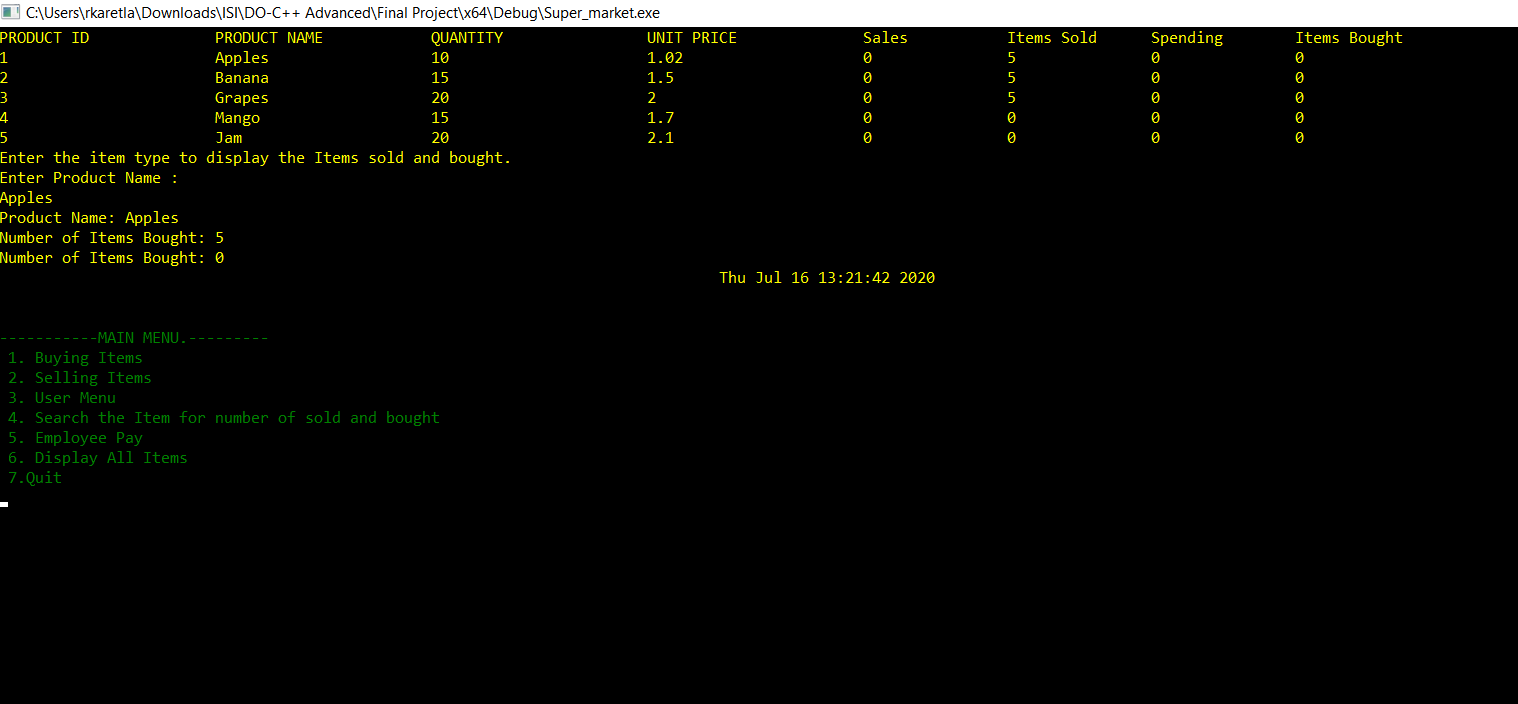 C:\Users\rkaretla\Downloads\ISI\DO-C++ Advanced\Final Project\x64\Debug\Super_market.exe
PRODUCT ID PRODUCT NAME QUANTITY UNIT PRICE Sales Items Sold Spending Items Bought
1 Apples 10 1.02 0 5 0 0
2 Banana 15 1.5 0 5 0 0
3 Grapes 20 2 0 5 0 0
4 Mango 15 1.7 0 0 0 0
5 Jam 20 2.1 0 0 0 0
Enter the item type to display the Items sold and bought.
Enter Product Name :
Apples
Product Name: Apples
Number of Items Bought: 5
Number of Items Bought: 0
Thu Jul 16 13:21:42 2020
-----------MAIN MENU.---------
1. Buying Items
2. Selling Items
3. User Menu
4. Search the Item for number of sold and bought
5. Employee Pay
6. Display All Items
7.Quit